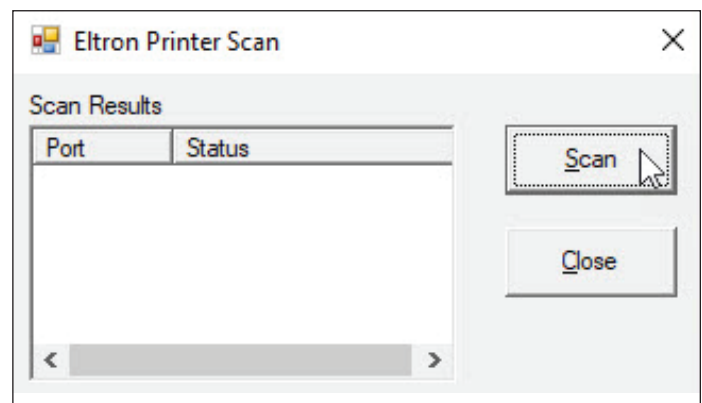 Eltron Printer Scan
Scan Results
Port Status
Scan
Close